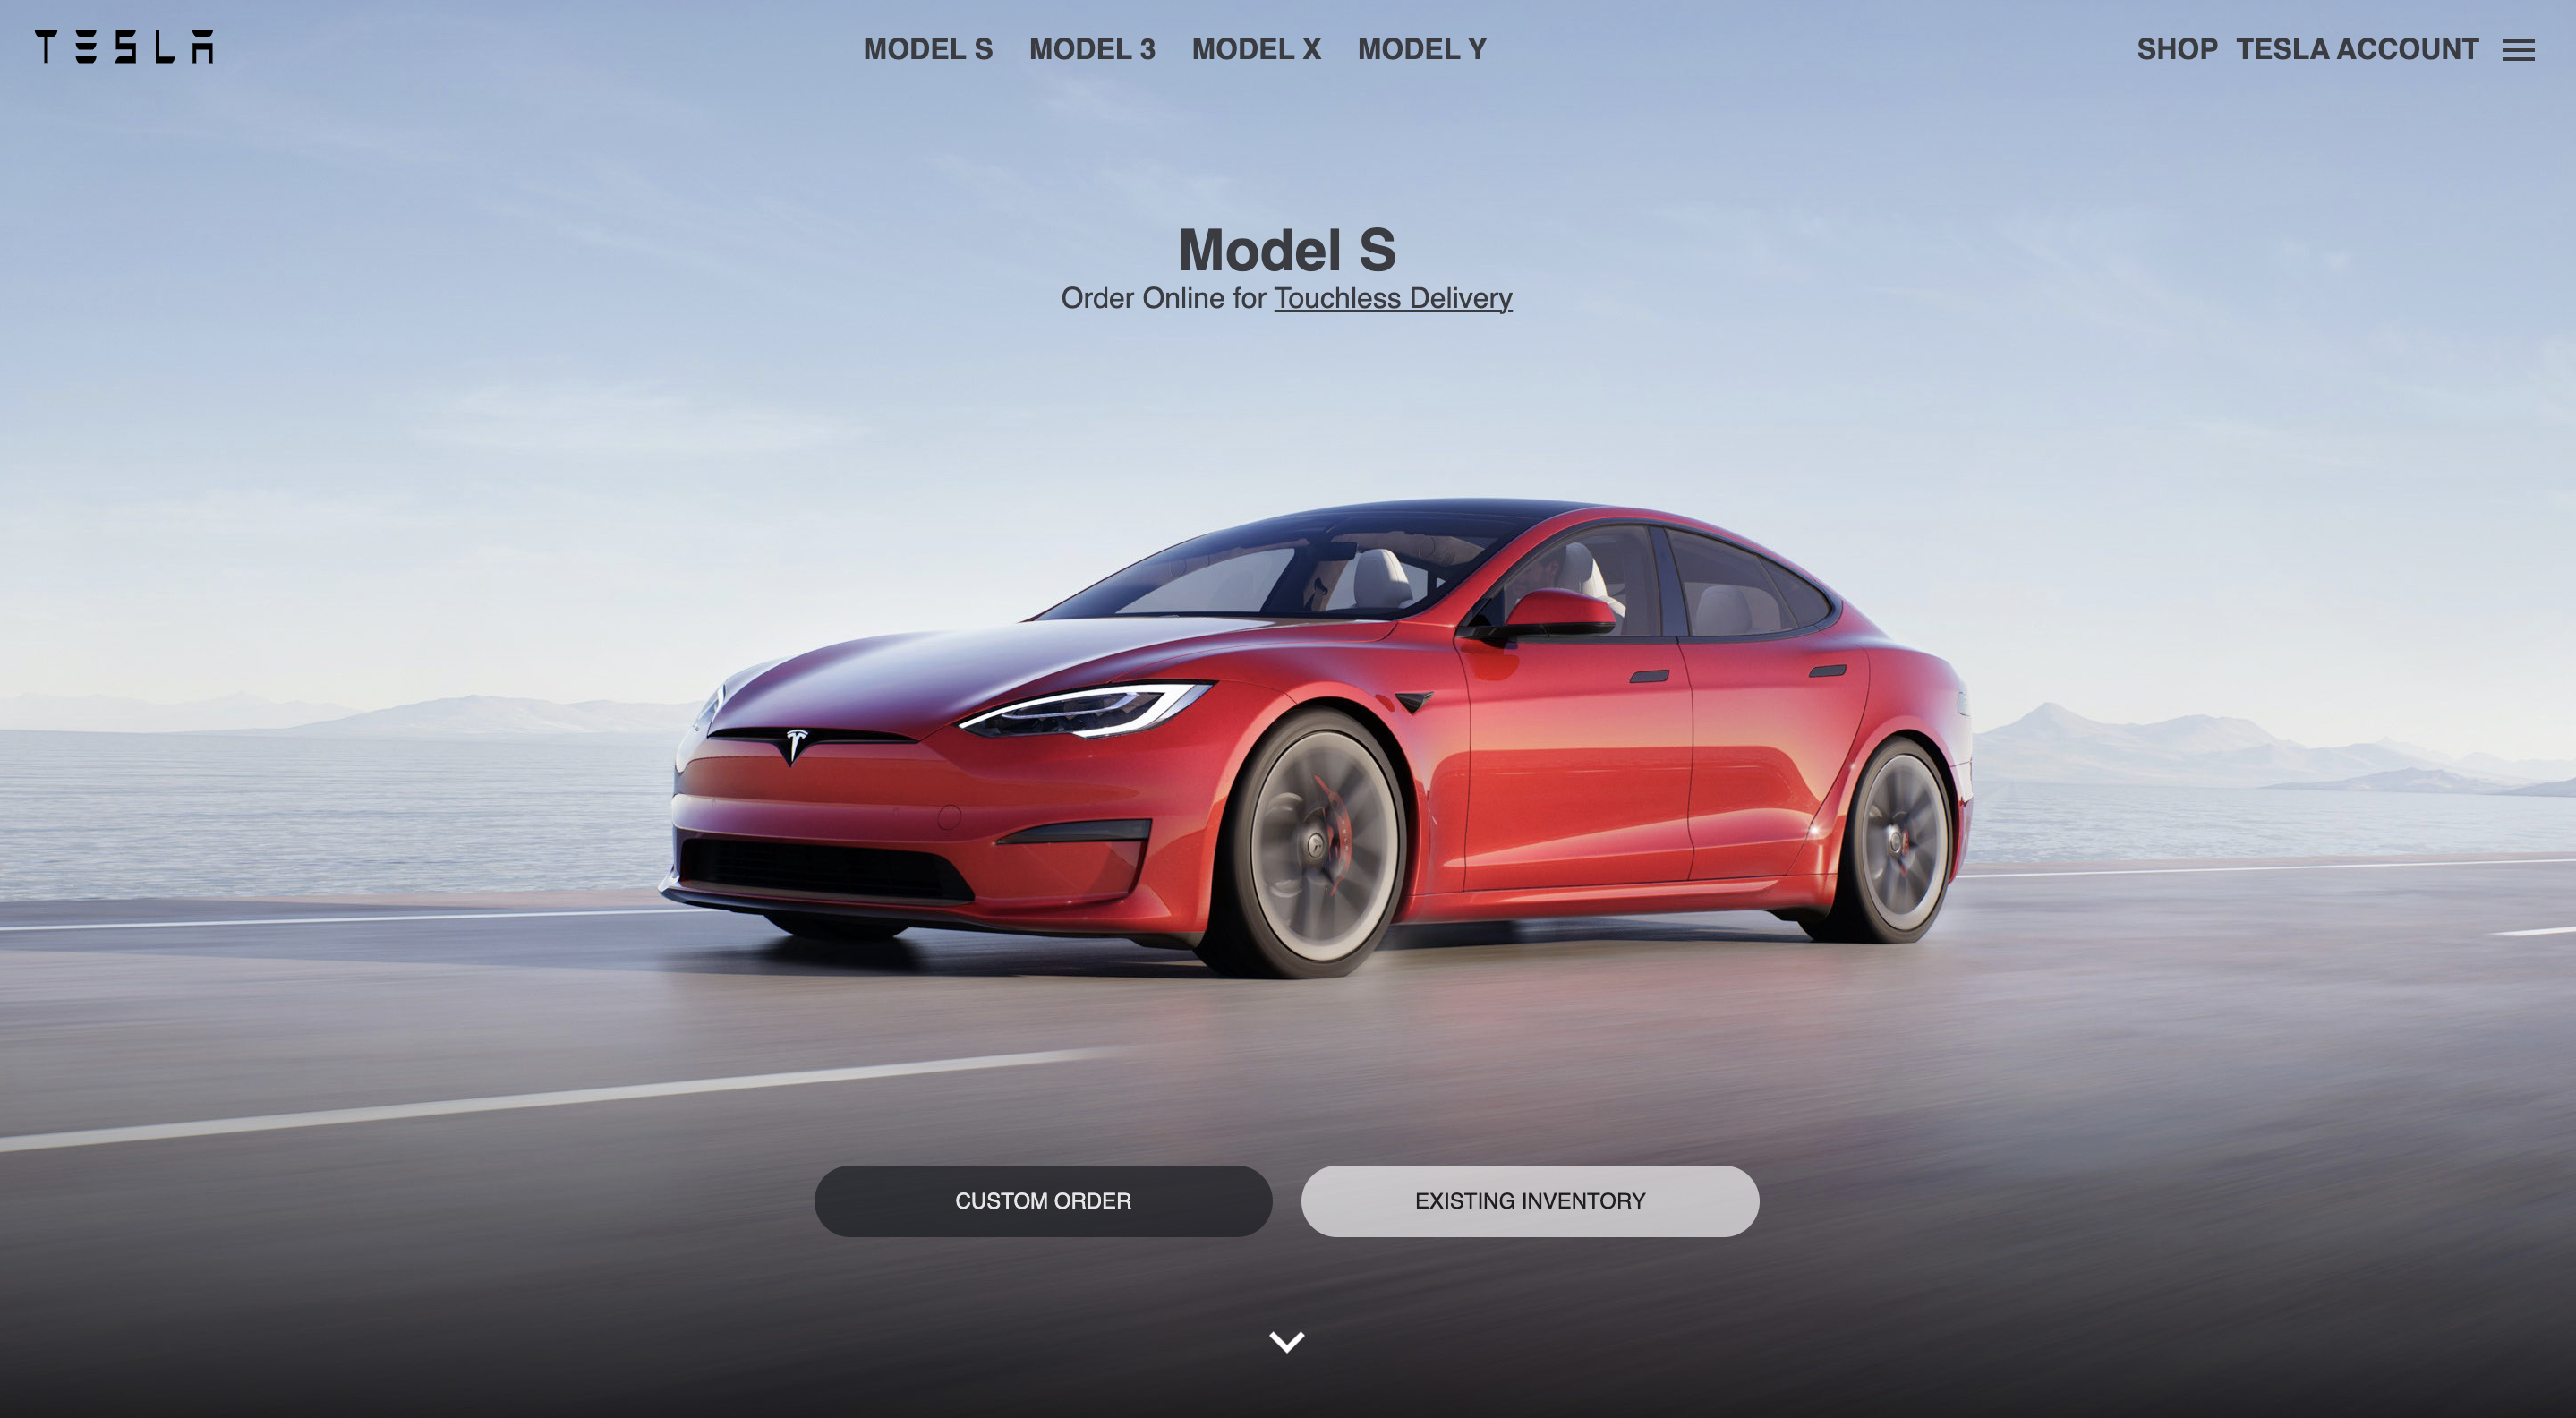 TESLA
MODEL S MODEL 3 MODEL X MODEL Y
SHOP TESLA ACCOUNT
Model S
Order Online for Touchless Delivery
CUSTOM ORDER
EXISTING INVENTORY